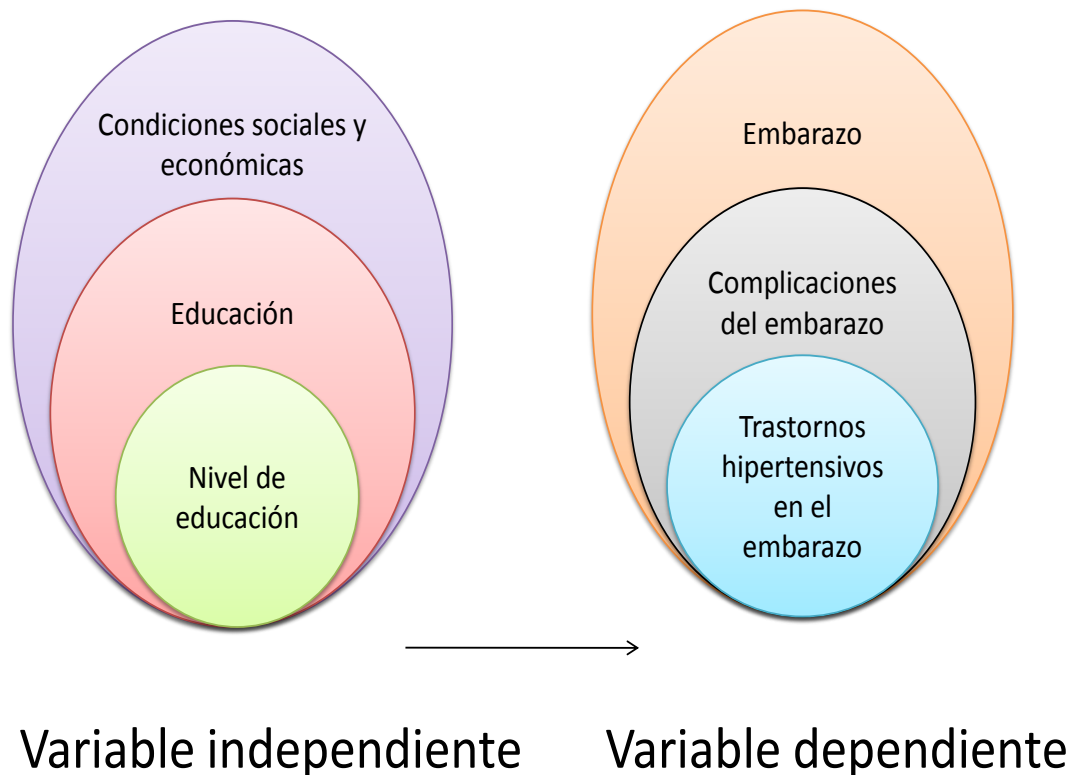 Condiciones sociales y
económicas
Educación
Nivel de
educación
Embarazo
Complicaciones
del embarazo
Trastornos
hipertensivos
en el
embarazo
Variable independiente
Variable dependiente